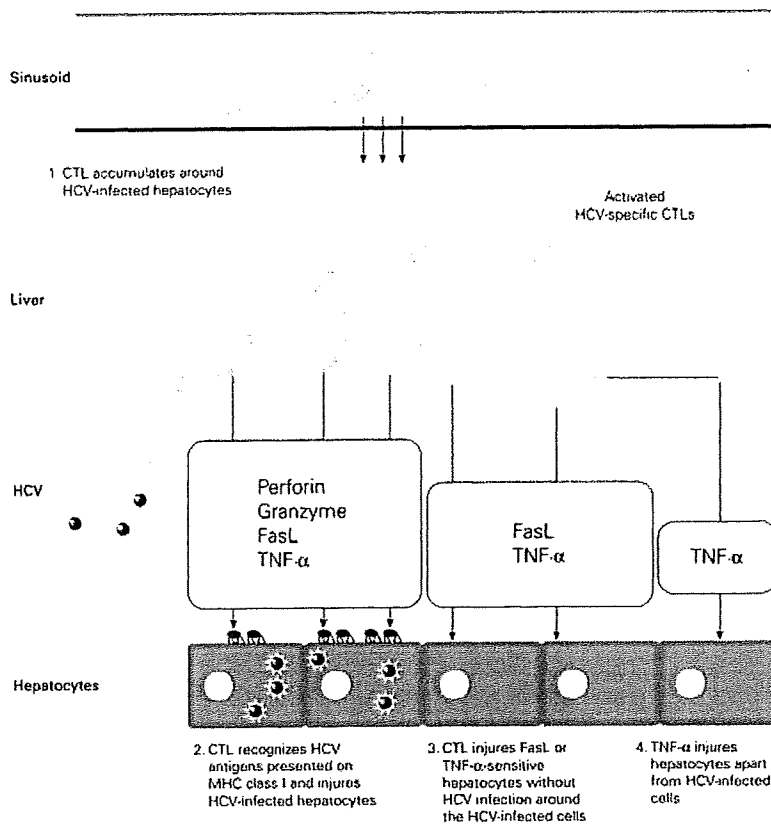 Sinusoid
1 CTL accumulates around
HCV-infected hepatocytes
Activated
HCV-specific CTLs
Liver
HCV
Perforin
Granzyme
FasL
TNF-α
FasL
TNF-α
TNF-α
Hepatocytes
2. CTL recognizes HCV
antigens presented on
MHC class I and injures
HCV-infected hepatocytes
3. CTL injures FasL or
TNF-α-sensitive
hepatocytes without
HCV infection around
the HCV-infected cells
4. TNF-α injures
hepatocytes apart
from HCV-infected
cells